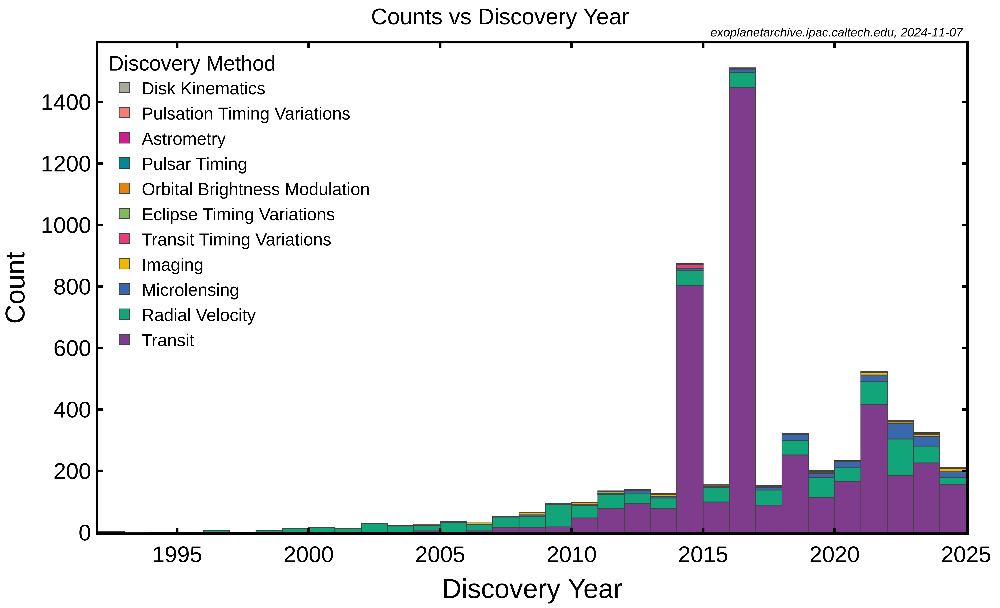 Counts vs Discovery Year
exoplanetarchive.ipac.caltech.edu, 2024-11-07
Discovery Method
Disk Kinematics
Pulsation Timing Variations
Astrometry
Pulsar Timing
Orbital Brightness Modulation
Eclipse Timing Variations
Transit Timing Variations
Imaging
Microlensing
Radial Velocity
Transit
Count
1400
1200
1000
800
600
400
200
0
1995 2000 2005 2010 2015 2020 2025
Discovery Year